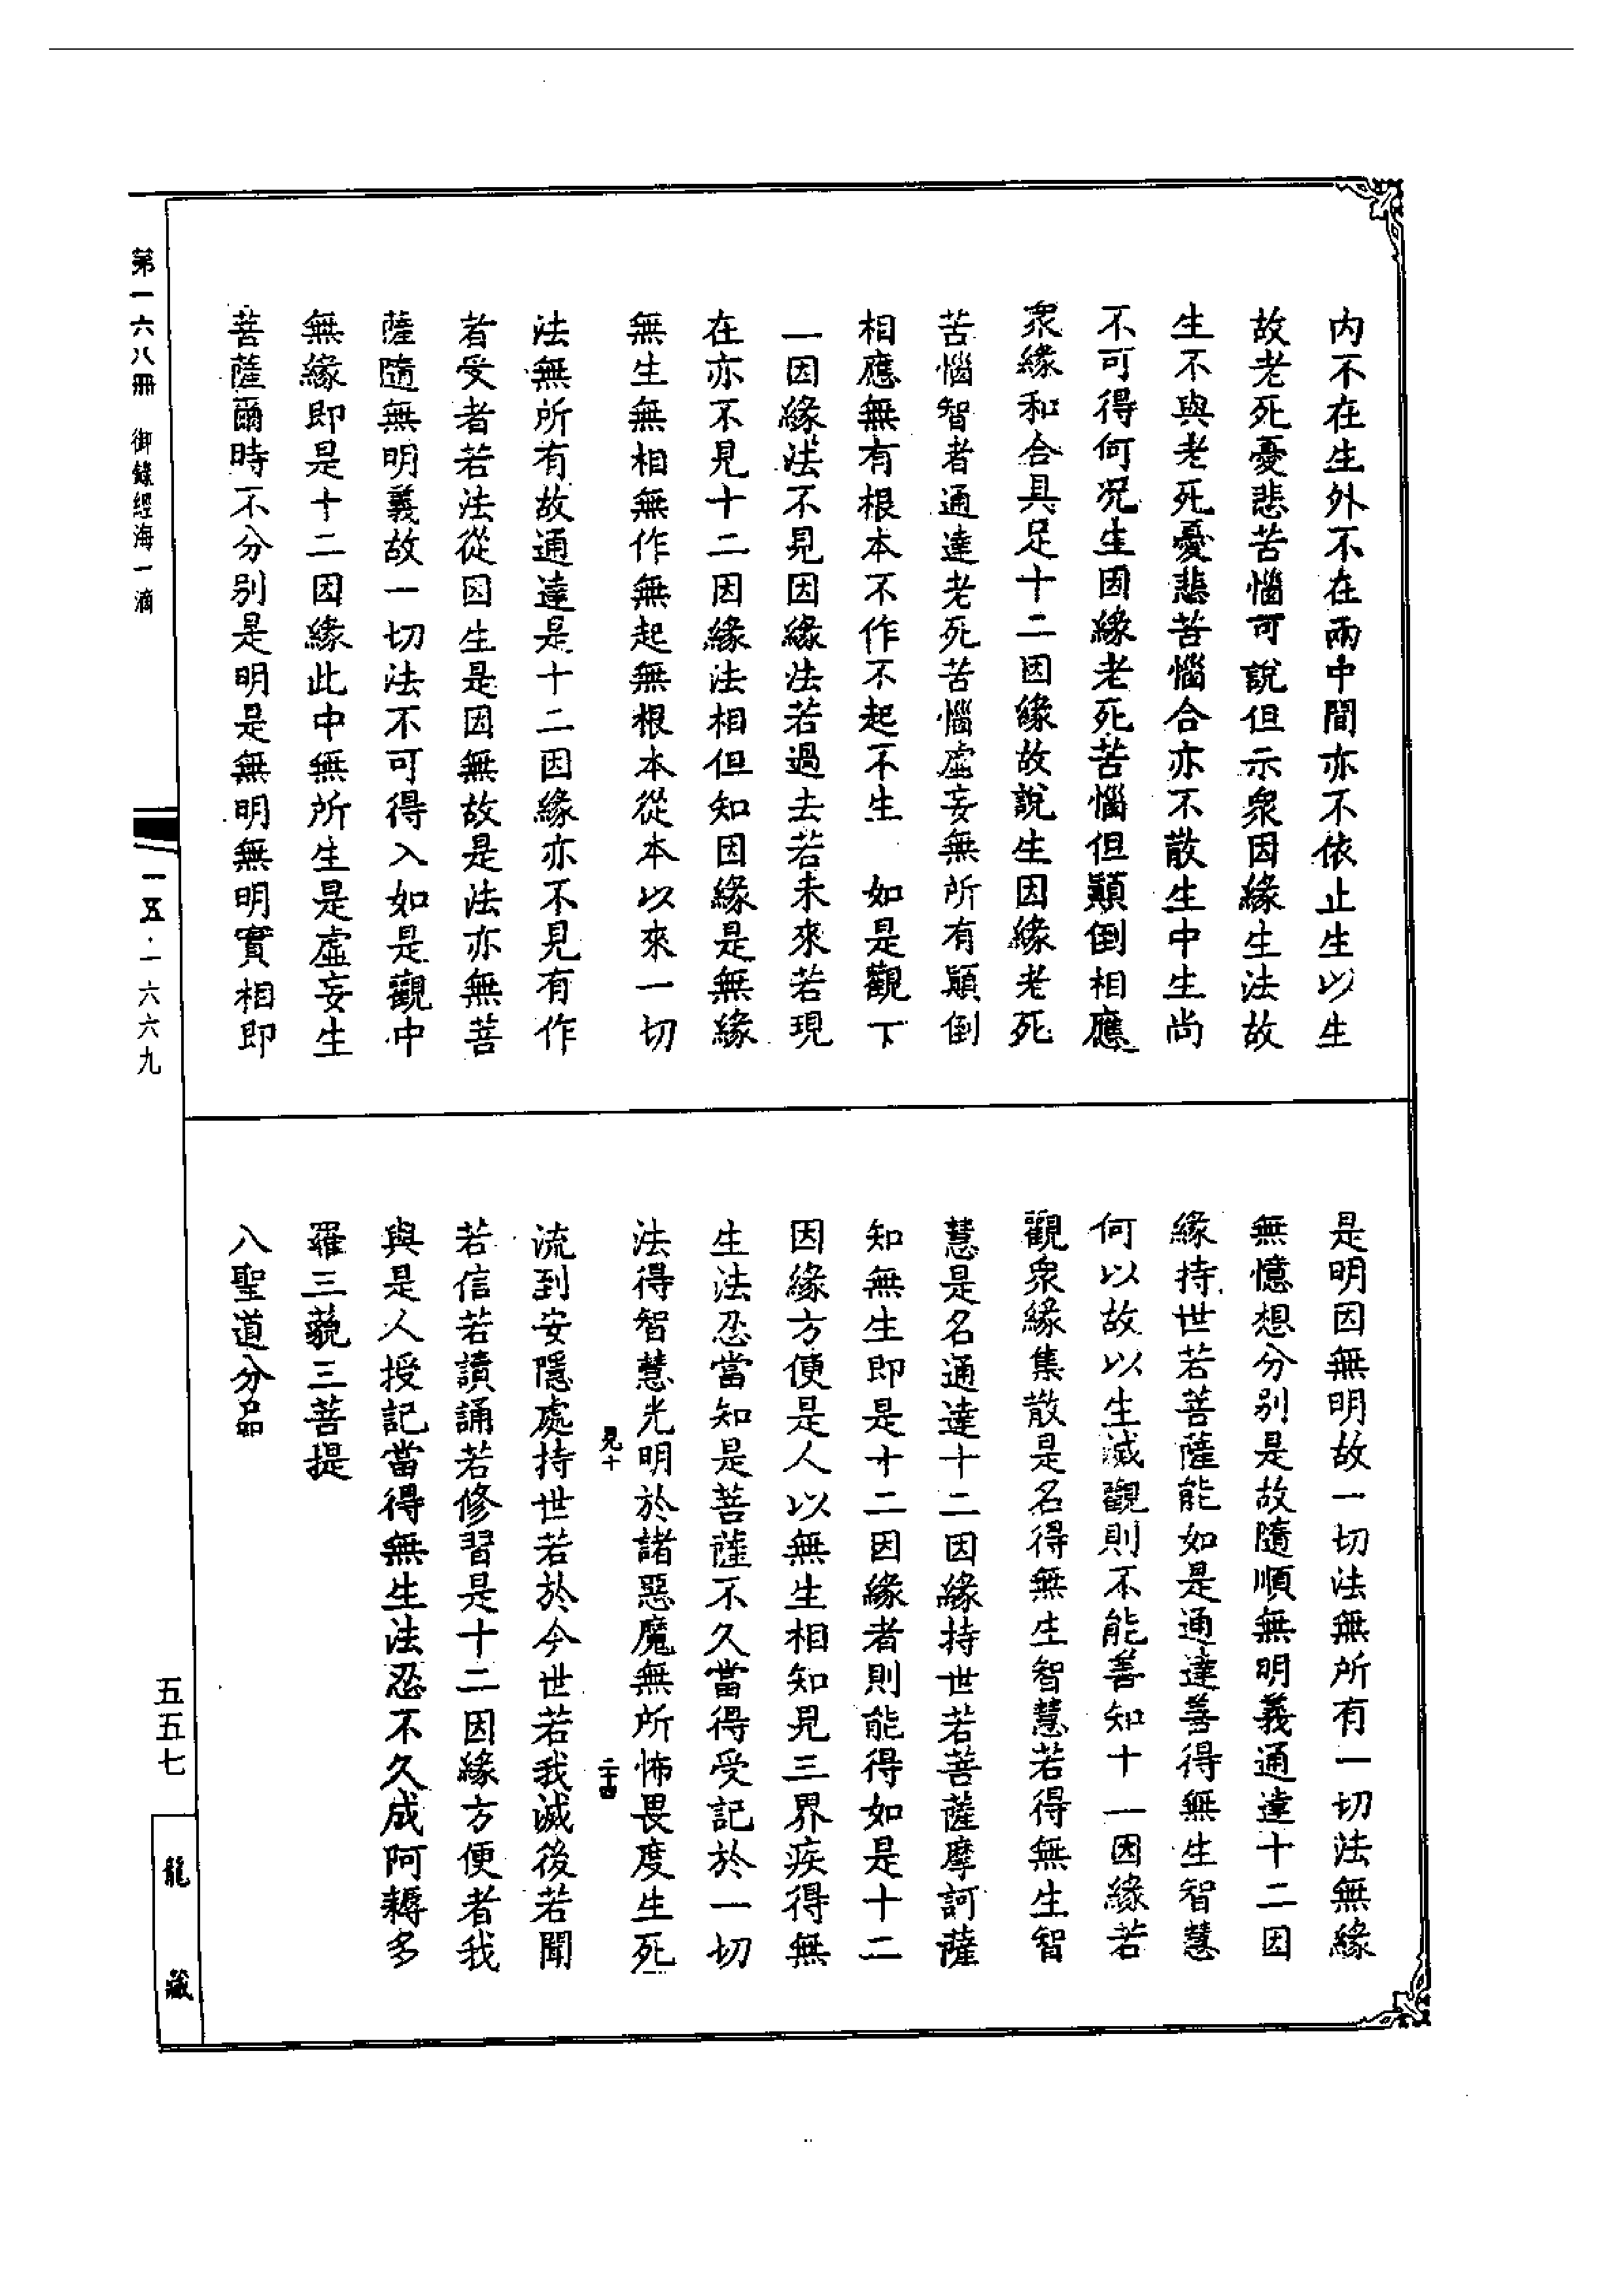 內不在生外不在兩中間亦不依止生以生
故老死憂悲苦惱可說但示眾因緣生法故
生不與老死憂悲苦惱合亦不散生中生尚
不可得何況生因緣老死苦惱但顛倒相應
眾緣和合具足十二因緣故說生因緣老死
苦惱智者通達老死苦惱虛妄無所有顛倒
相應無有根本不作不起不生　如是觀下
一因緣法不見因緣法若過去若未來若現
在亦不見十二因緣法相但知因緣是無緣
無生無相無作無起無根本從本以來一切
法無所有故通達是十二因緣亦不見有作
者受者若法從因生是因無故是法亦無菩
薩隨無明義故一切法不可得入如是觀中
無緣即是十二因緣此中無所生是虛妄生
菩薩爾時不分別是明是無明無明實相即
是明因無明故一切法無所有一切法無緣
無憶想分別是故隨順無明義通達十二因
緣持世若菩薩能如是通達善得無生智慧
何以故以生滅觀則不能善知十一因緣若
觀眾緣集散是名得無生智慧若得無生智
慧是名通達十二因緣持世若菩薩摩訶薩
知無生即是十二因緣者則能得如是十二
因緣方便是人以無生相知見三界疾得無
生法忍當知是菩薩不久當得受記於一切
法得智慧光明於諸惡魔無所怖畏度生死
見十　二十四
流到安隱處持世若於今世若我滅後若聞
若信若讀誦若修習是十二因緣方便者我
與是人授記當得無生法忍不久成阿耨多
羅三藐三菩提
八聖道分品
第一六八冊　御錄經海一滴
一五·一六六九
五五七
龍藏